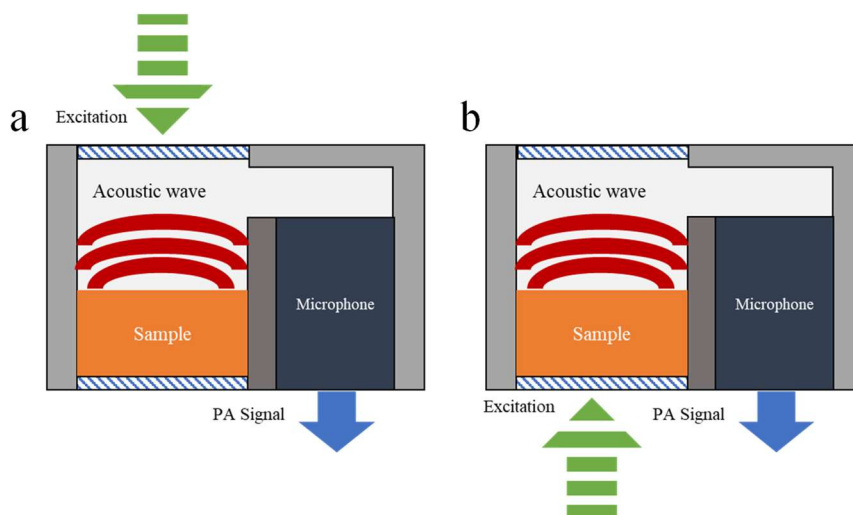 a
Excitation
Acoustic wave
Sample
Microphone
PA Signal
b
Acoustic wave
Sample
Microphone
Excitation
PA Signal